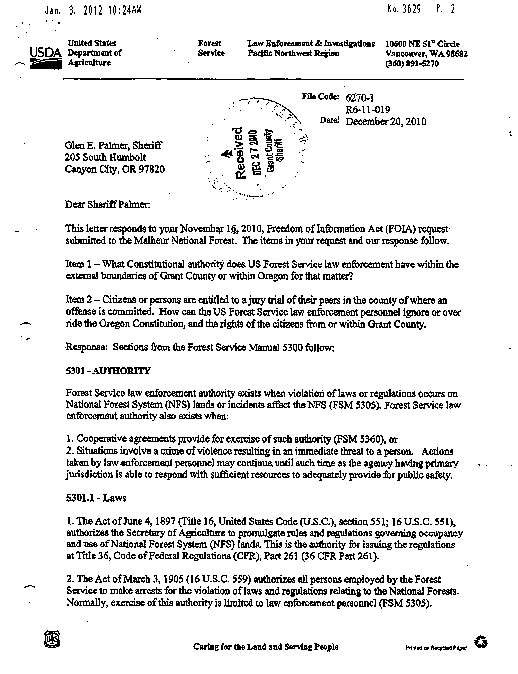 Jan. 3. 2012 10:24AM
No. 3629 P. 2
USDA
United States
Department of
Agriculture
Forest
Service
Law Enforcement & Investigations
Pacific Northwest Region
10600 NE 51st Circle
Vancouver, WA 98682
(360) 891-5270
File Code: 6270-1
R6-11-019
Date: December 20, 2010
Received
DEC 27 2010
Grant County
Sheriff
Glen E. Palmer, Sheriff
205 South Humbolt
Canyon City, OR 97820
Dear Sheriff Palmer:
This letter responds to your November 16, 2010, Freedom of Information Act (FOIA) request
submitted to the Malheur National Forest. The items in your request and our response follow.
Item 1 – What Constitutional authority does US Forest Service law enforcement have within the
external boundaries of Grant County or within Oregon for that matter?
Item 2 – Citizens or persons are entitled to a jury trial of their peers in the county of where an
offense is committed. How can the US Forest Service law enforcement personnel ignore or over
ride the Oregon Constitution, and the rights of the citizens from or within Grant County.
Response: Sections from the Forest Service Manual 5300 follow:
5301 - AUTHORITY
Forest Service law enforcement authority exists when violation of laws or regulations occurs on
National Forest System (NFS) lands or incidents affect the NFS (FSM 5305). Forest Service law
enforcement authority also exists when:
1. Cooperative agreements provide for exercise of such authority (FSM 5360), or
2. Situations involve a crime of violence resulting in an immediate threat to a person. Actions
taken by law enforcement personnel may continue until such time as the agency having primary
jurisdiction is able to respond with sufficient resources to adequately provide for public safety.
5301.1 - Laws
1. The Act of June 4, 1897 (Title 16, United States Code (U.S.C.), section 551; 16 U.S.C. 551),
authorizes the Secretary of Agriculture to promulgate rules and regulations governing occupancy
and use of National Forest System (NFS) lands. This is the authority for issuing the regulations
at Title 36, Code of Federal Regulations (CFR), Part 261 (36 CFR Part 261).
2. The Act of March 3, 1905 (16 U.S.C. 559) authorizes all persons employed by the Forest
Service to make arrests for the violation of laws and regulations relating to the National Forests.
Normally, exercise of this authority is limited to law enforcement personnel (FSM 5305).
Caring for the Land and Serving People
Printed on Recycled Paper